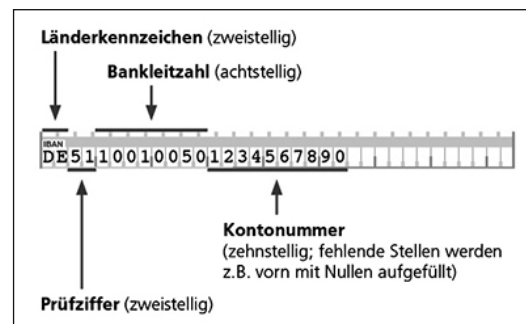 Länderkennzeichen (zweistellig)
Bankleitzahl (achtstellig)
IBAN
DE51100100501234567890
Kontonummer
(zehnstellig; fehlende Stellen werden
z.B. vorn mit Nullen aufgefüllt)
Prüfziffer (zweistellig)